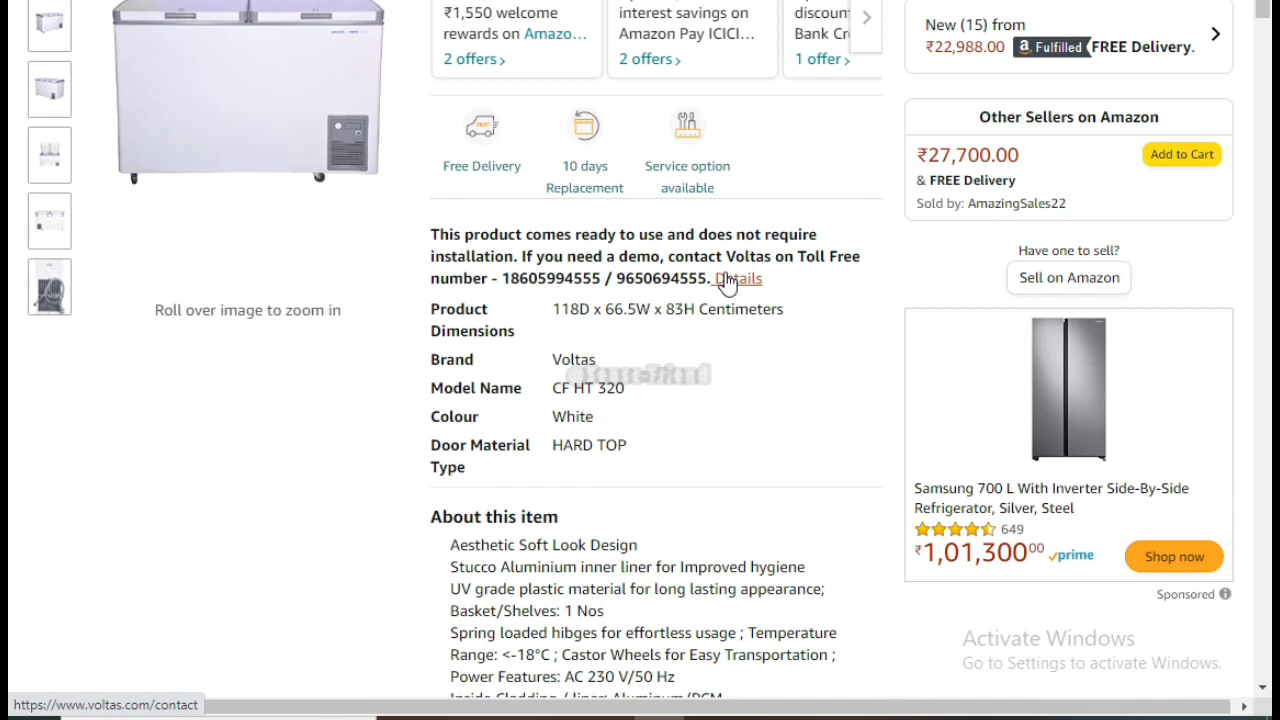 ₹1,550 welcome
rewards on Amazo...
2 offers ›
interest savings on
Amazon Pay ICICI...
2 offers ›
discount
Bank Cr
1 offer ›
New (15) from
₹22,988.00 a Fulfilled FREE Delivery.
Free Delivery
10 days
Replacement
Service option
available
Other Sellers on Amazon
₹27,700.00
Add to Cart
& FREE Delivery
Sold by: AmazingSales22
Have one to sell?
Sell on Amazon
Roll over image to zoom in
This product comes ready to use and does not require
installation. If you need a demo, contact Voltas on Toll Free
number - 18605994555 / 9650694555. Details
Product Dimensions 118D x 66.5W x 83H Centimeters
Brand Voltas
Model Name CF HT 320
Colour White
Door Material Type HARD TOP
About this item
Aesthetic Soft Look Design
Stucco Aluminium inner liner for Improved hygiene
UV grade plastic material for long lasting appearance;
Basket/Shelves: 1 Nos
Spring loaded hibges for effortless usage ; Temperature
Range: <-18°C ; Castor Wheels for Easy Transportation ;
Power Features: AC 230 V/50 Hz
Inside Cladding / liner: Aluminum/PCM
Samsung 700 L With Inverter Side-By-Side
Refrigerator, Silver, Steel
649
₹1,01,30000 prime
Shop now
Sponsored
Activate Windows
Go to Settings to activate Windows.
https://www.voltas.com/contact